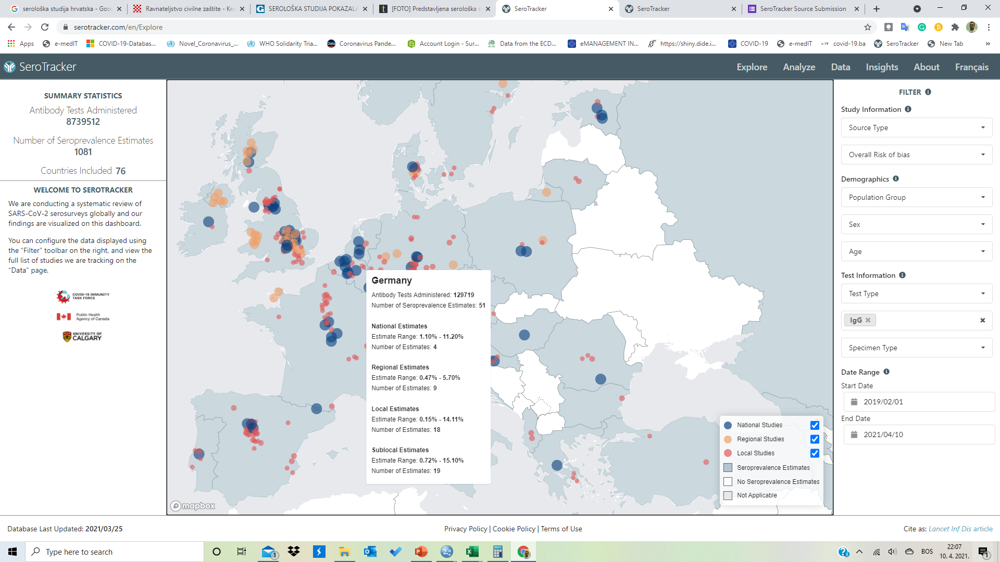 serološka studija hrvatska - Goo
Ravnateljstvo civilne zaštite - Kru
SEROLOŠKA STUDIJA POKAZALA
[FOTO] Predstavljena serološka s
SeroTracker
SeroTracker
SeroTracker Source Submission
serotracker.com/en/Explore
Apps
e-medIT
COVID-19-Databas...
Novel_Coronavirus_...
WHO Solidarity Tria...
Coronavirus Pande...
Account Login - Sur...
Data from the ECD...
eMANAGEMENT IN...
https://shiny.dide.i...
COVID-19
e-medIT
covid-19.ba
SeroTracker
New Tab
»
SeroTracker
Explore
Analyze
Data
Insights
About
Français
SUMMARY STATISTICS
Antibody Tests Administered
8739512
Number of Seroprevalence Estimates
1081
Countries Included 76
WELCOME TO SEROTRACKER
We are conducting a systematic review of
SARS-CoV-2 serosurveys globally and our
findings are visualized on this dashboard.
You can configure the data displayed using
the “Filter” toolbar on the right, and view the
full list of studies we are tracking on the
“Data” page.
COVID-19 IMMUNITY
TASK FORCE
Public Health
Agency of Canada
UNIVERSITY OF
CALGARY
Germany
Antibody Tests Administered: 129719
Number of Seroprevalence Estimates: 51
National Estimates
Estimate Range: 1.10% - 11.20%
Number of Estimates: 4
Regional Estimates
Estimate Range: 0.47% - 5.70%
Number of Estimates: 9
Local Estimates
Estimate Range: 0.15% - 14.11%
Number of Estimates: 18
Sublocal Estimates
Estimate Range: 0.72% - 15.10%
Number of Estimates: 19
mapbox
National Studies
Regional Studies
Local Studies
Seroprevalence Estimates
No Seroprevalence Estimates
Not Applicable
FILTER
Study Information
Source Type
Overall Risk of bias
Demographics
Population Group
Sex
Age
Test Information
Test Type
IgG
Specimen Type
Date Range
Start Date
2019/02/01
End Date
2021/04/10
Database Last Updated: 2021/03/25
Privacy Policy | Cookie Policy | Terms of Use
Cite as: Lancet Inf Dis article
Type here to search
1
BOS
22:07
10. 4. 2021.
1